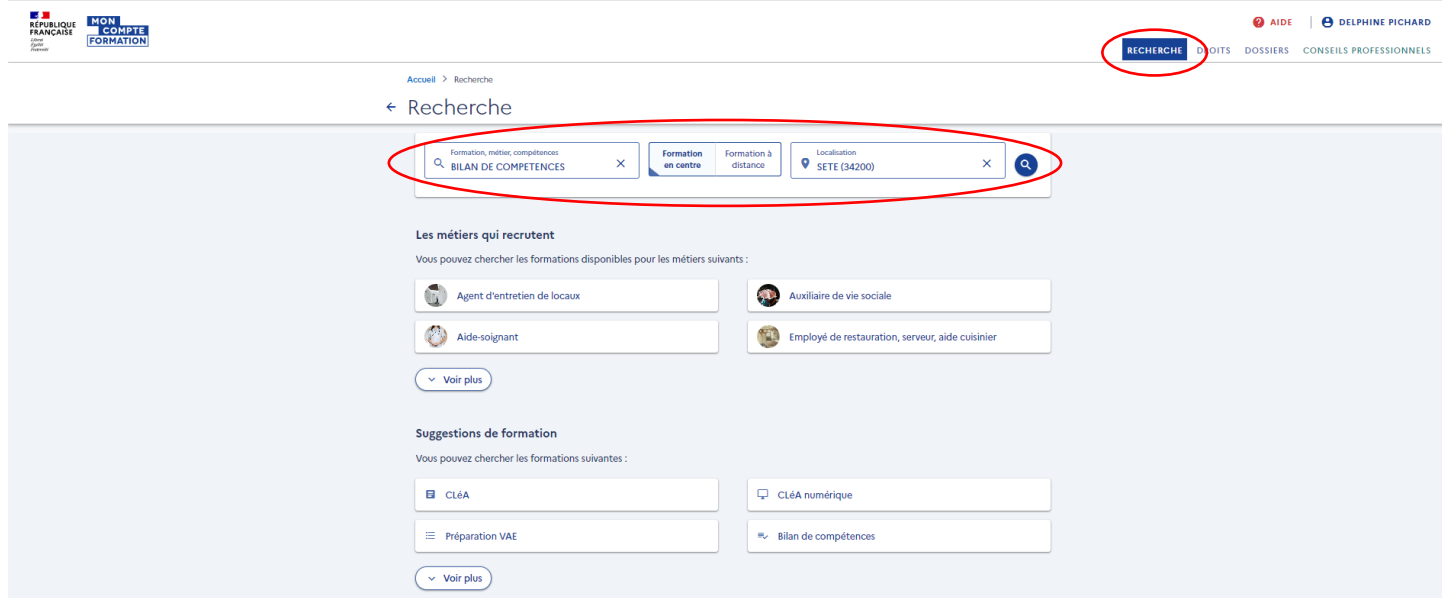 RÉPUBLIQUE
FRANÇAISE
Liberté
Égalité
Fraternité
MON
COMPTE
FORMATION
AIDE
DELPHINE PICHARD
RECHERCHE
DROITS
DOSSIERS
CONSEILS PROFESSIONNELS
Accueil > Recherche
← Recherche
Formation, métier, compétences
BILAN DE COMPETENCES
Formation
en centre
Formation à
distance
Localisation
SETE (34200)
Les métiers qui recrutent
Vous pouvez chercher les formations disponibles pour les métiers suivants :
Agent d'entretien de locaux
Auxiliaire de vie sociale
Aide-soignant
Employé de restauration, serveur, aide cuisinier
Voir plus
Suggestions de formation
Vous pouvez chercher les formations suivantes :
CLéA
CLéA numérique
Préparation VAE
Bilan de compétences
Voir plus